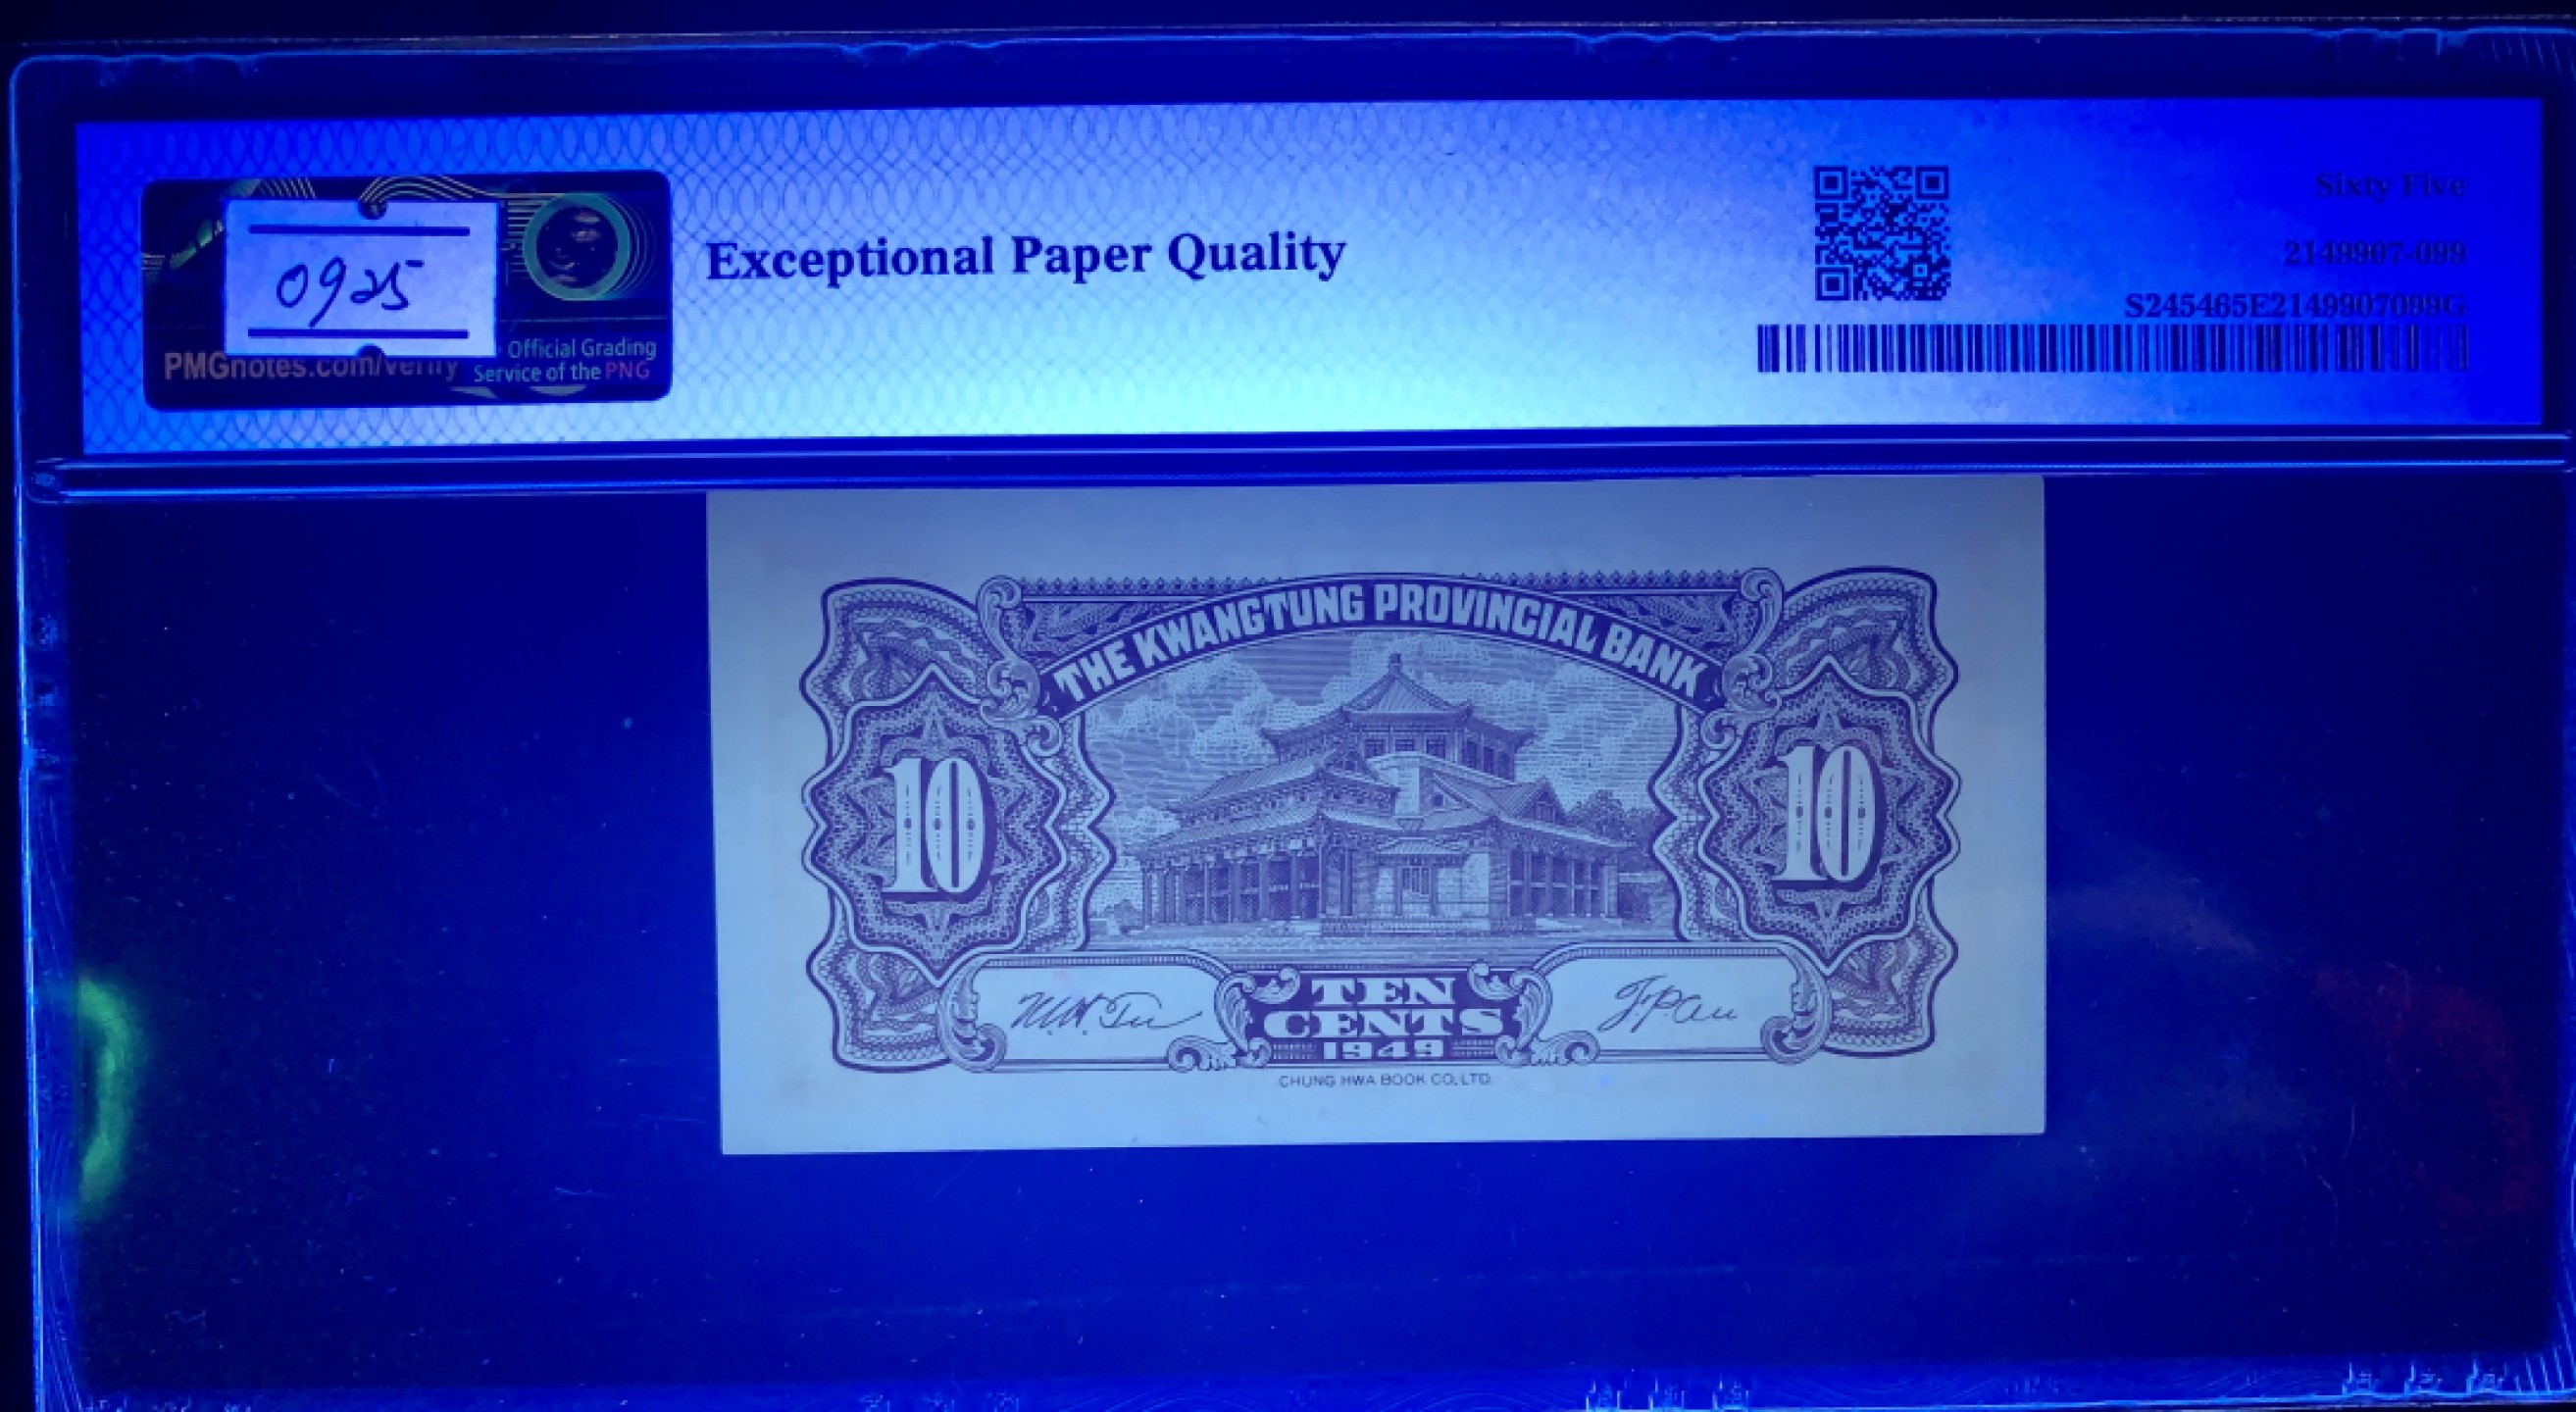 0925
PMGnotes.com/verify
Official Grading
Service of the PNG
Exceptional Paper Quality
Sixty Five
2149907-099
S245465E2149907099G
THE KWANGTUNG PROVINCIAL BANK
10
10
TEN
CENTS
1949
CHUNG HWA BOOK CO., LTD.